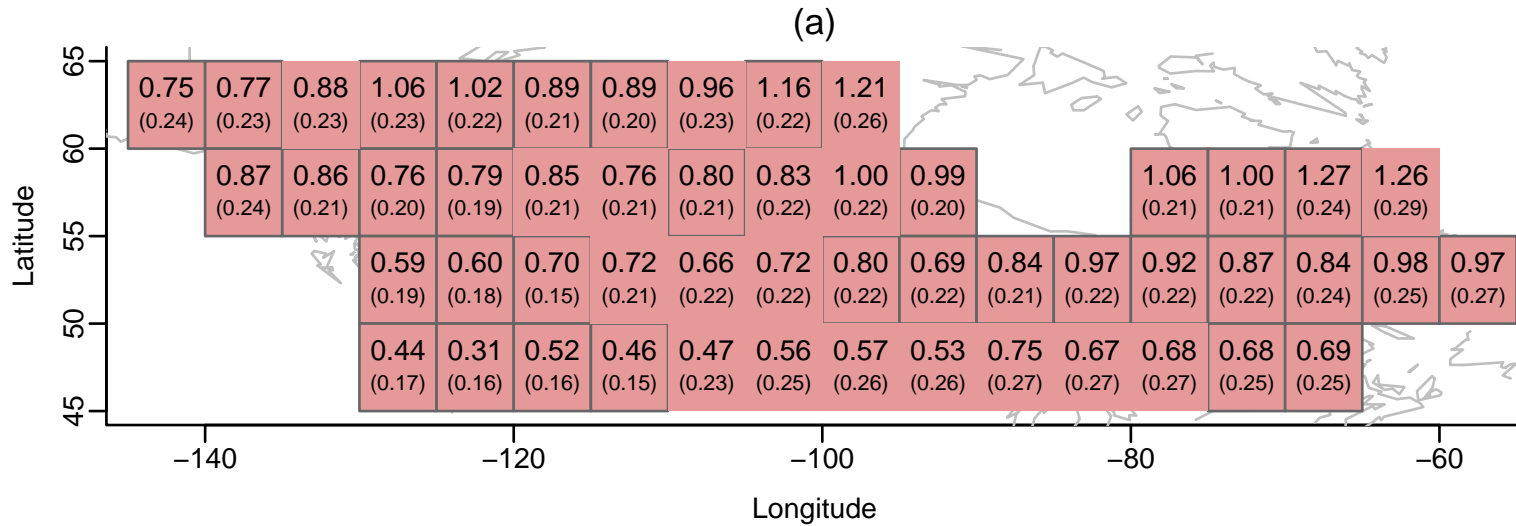 (a)
65
0.75 0.77 0.88 1.06 1.02 0.89 0.89 0.96 1.16 1.21
(0.24) (0.23) (0.23) (0.23) (0.22) (0.21) (0.20) (0.23) (0.22) (0.26)
60
0.87 0.86 0.76 0.79 0.85 0.76 0.80 0.83 1.00 0.99 1.06 1.00 1.27 1.26
(0.24) (0.21) (0.20) (0.19) (0.21) (0.21) (0.21) (0.22) (0.22) (0.20) (0.21) (0.21) (0.24) (0.29)
55
Latitude
0.59 0.60 0.70 0.72 0.66 0.72 0.80 0.69 0.84 0.97 0.92 0.87 0.84 0.98 0.97
(0.19) (0.18) (0.15) (0.21) (0.22) (0.22) (0.22) (0.22) (0.21) (0.22) (0.22) (0.22) (0.24) (0.25) (0.27)
50
0.44 0.31 0.52 0.46 0.47 0.56 0.57 0.53 0.75 0.67 0.68 0.68 0.69
(0.17) (0.16) (0.16) (0.15) (0.23) (0.25) (0.26) (0.26) (0.27) (0.27) (0.27) (0.25) (0.25)
45
−140 −120 −100 −80 −60
Longitude